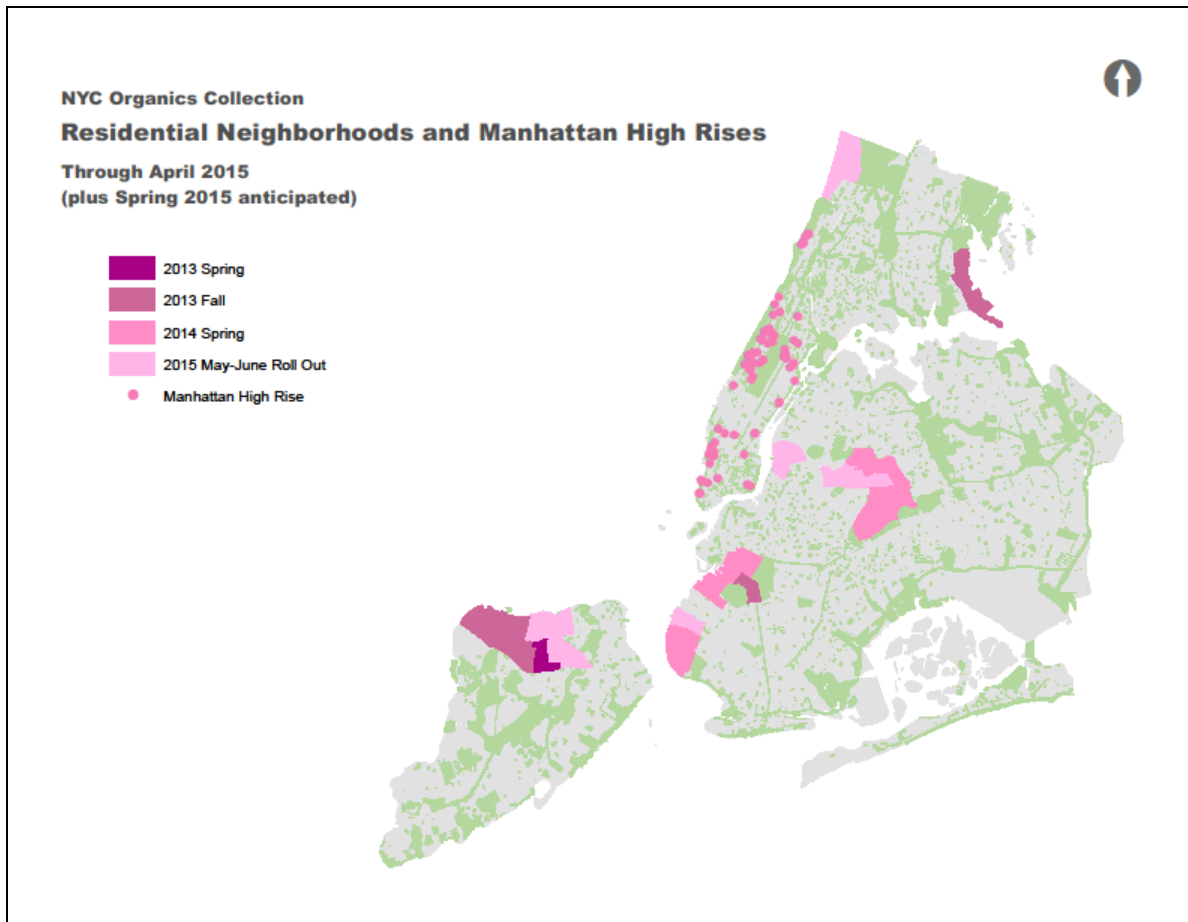 NYC Organics Collection
Residential Neighborhoods and Manhattan High Rises
Through April 2015
(plus Spring 2015 anticipated)
2013 Spring
2013 Fall
2014 Spring
2015 May-June Roll Out
Manhattan High Rise